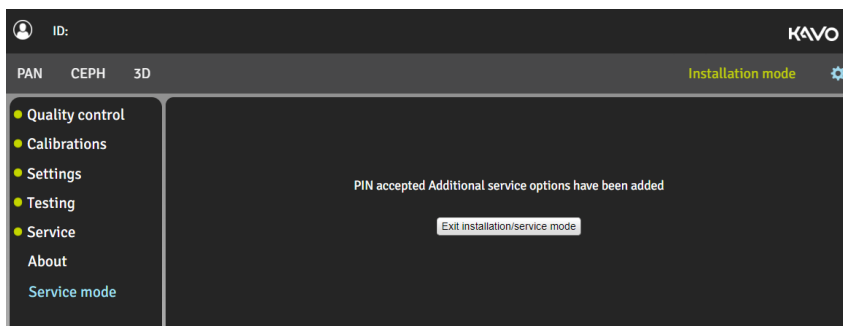 ID:
KAVO
PAN CEPH 3D
Installation mode
Quality control
Calibrations
Settings
Testing
Service
About
Service mode
PIN accepted Additional service options have been added
Exit installation/service mode